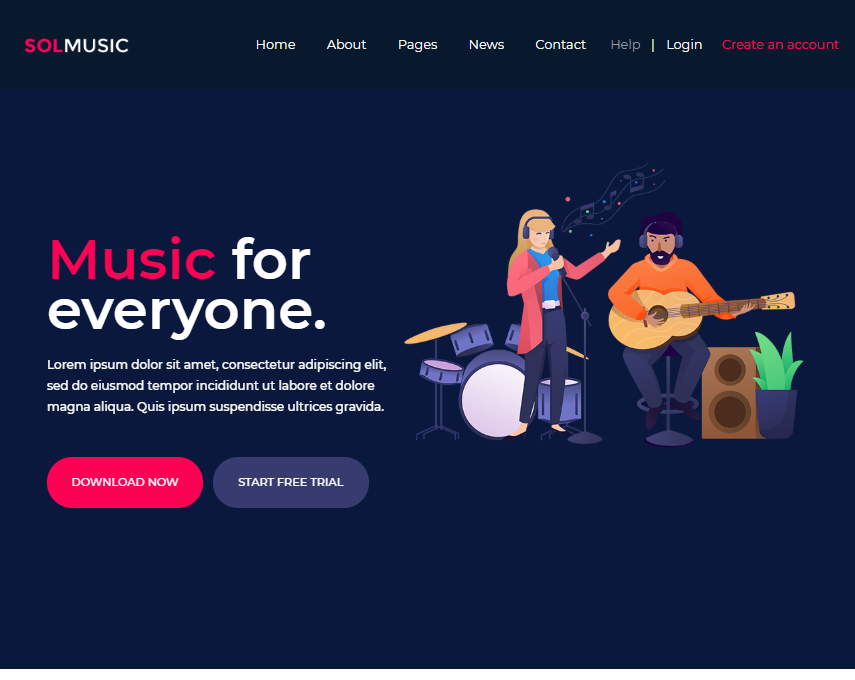 SOLMUSIC
Home About Pages News Contact Help | Login Create an account
Music for
everyone.
Lorem ipsum dolor sit amet, consectetur adipiscing elit,
sed do eiusmod tempor incididunt ut labore et dolore
magna aliqua. Quis ipsum suspendisse ultrices gravida.
DOWNLOAD NOW
START FREE TRIAL